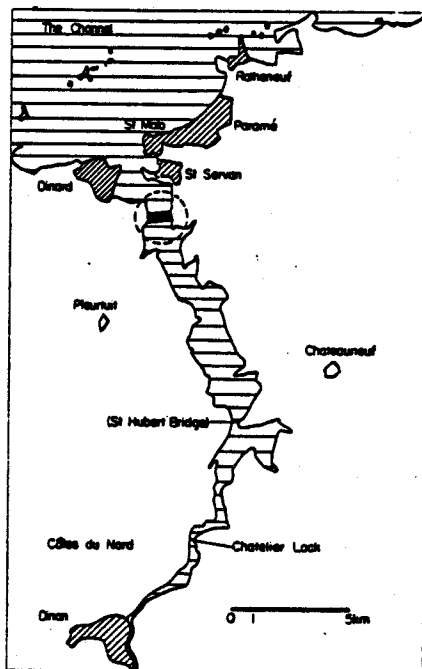 The Channel
Rotheneuf
St Malo
Paramé
St Servan
Dinard
Pleurtuit
Chateauneuf
(St Hubert Bridge)
Côtes du Nord
Chatelier Lock
Dinan
0 1 5km